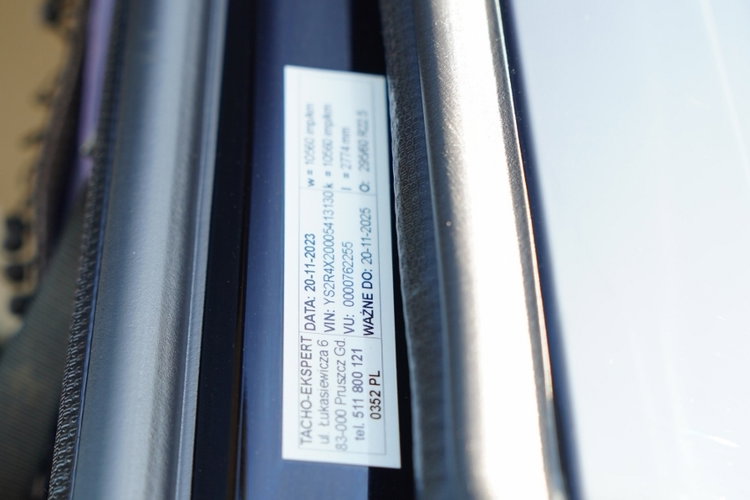 TACHO-EKSPERT
ul. Łukasiewicza 6
83-000 Pruszcz Gd.
tel. 511 800 121
0352 PL
DATA: 20-11-2023
VIN: YS2R4X20005413130
VU: 0000762255
WAŻNE DO: 20-11-2025
w = 10560 imp/km
k = 10560 imp/km
l = 2774 mm
O: 295/60 R22.5